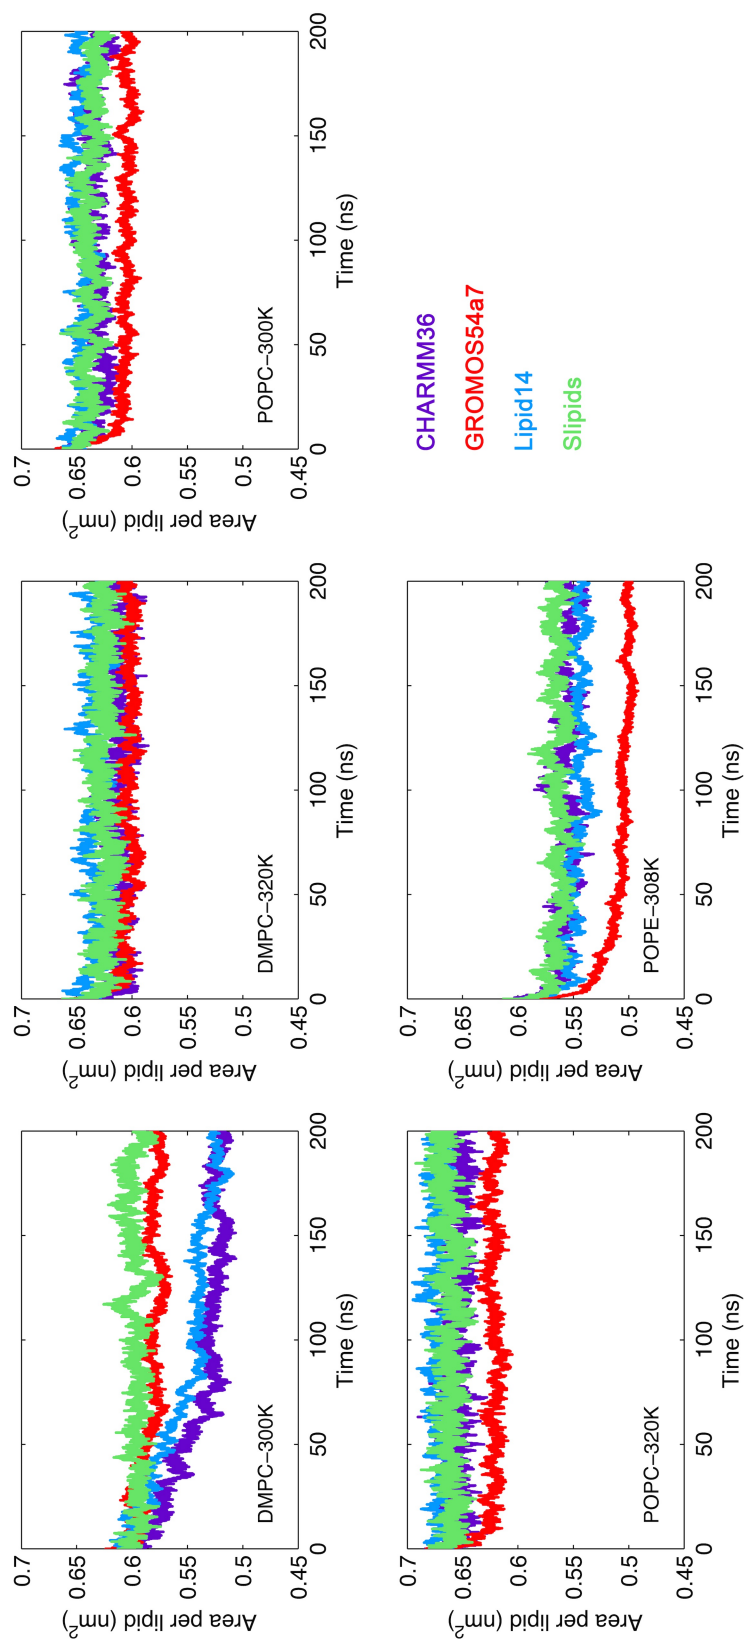 0.7
0.65
0.6
0.55
0.5
0.45
Area per lipid (nm²)
DMPC−300K
0
50
100
150
200
Time (ns)
0.7
0.65
0.6
0.55
0.5
0.45
Area per lipid (nm²)
DMPC−320K
0
50
100
150
200
Time (ns)
0.7
0.65
0.6
0.55
0.5
0.45
Area per lipid (nm²)
POPC−300K
0
50
100
150
200
Time (ns)
0.7
0.65
0.6
0.55
0.5
0.45
Area per lipid (nm²)
POPC−320K
0
50
100
150
200
Time (ns)
0.7
0.65
0.6
0.55
0.5
0.45
Area per lipid (nm²)
POPE−308K
0
50
100
150
200
Time (ns)
CHARMM36
GROMOS54a7
Lipid14
Slipids